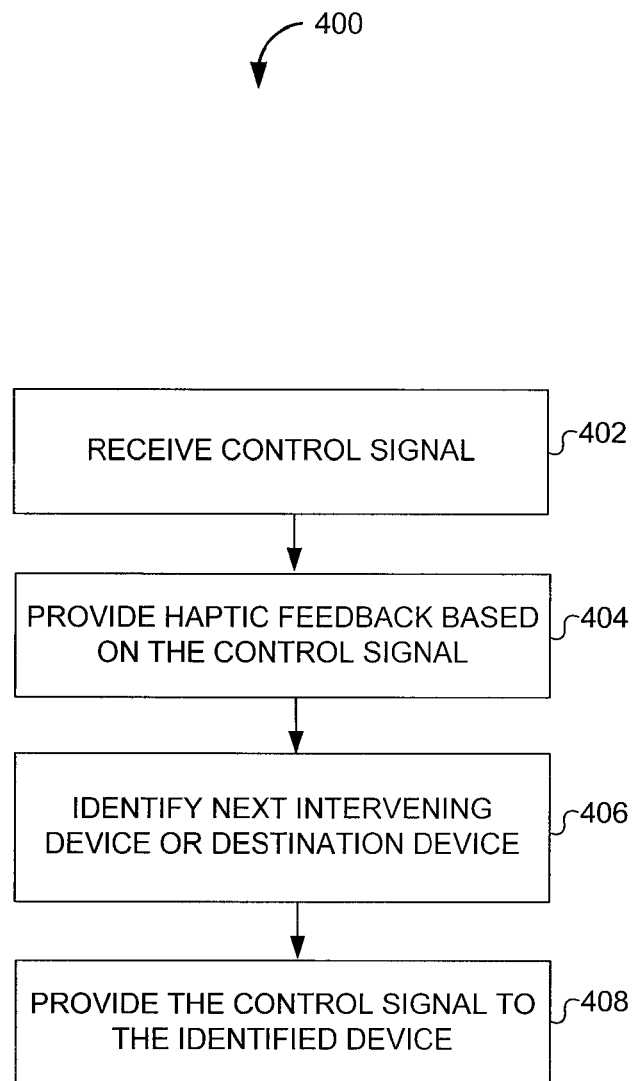 400
RECEIVE CONTROL SIGNAL
402
PROVIDE HAPTIC FEEDBACK BASED
ON THE CONTROL SIGNAL
404
IDENTIFY NEXT INTERVENING
DEVICE OR DESTINATION DEVICE
406
PROVIDE THE CONTROL SIGNAL TO
THE IDENTIFIED DEVICE
408